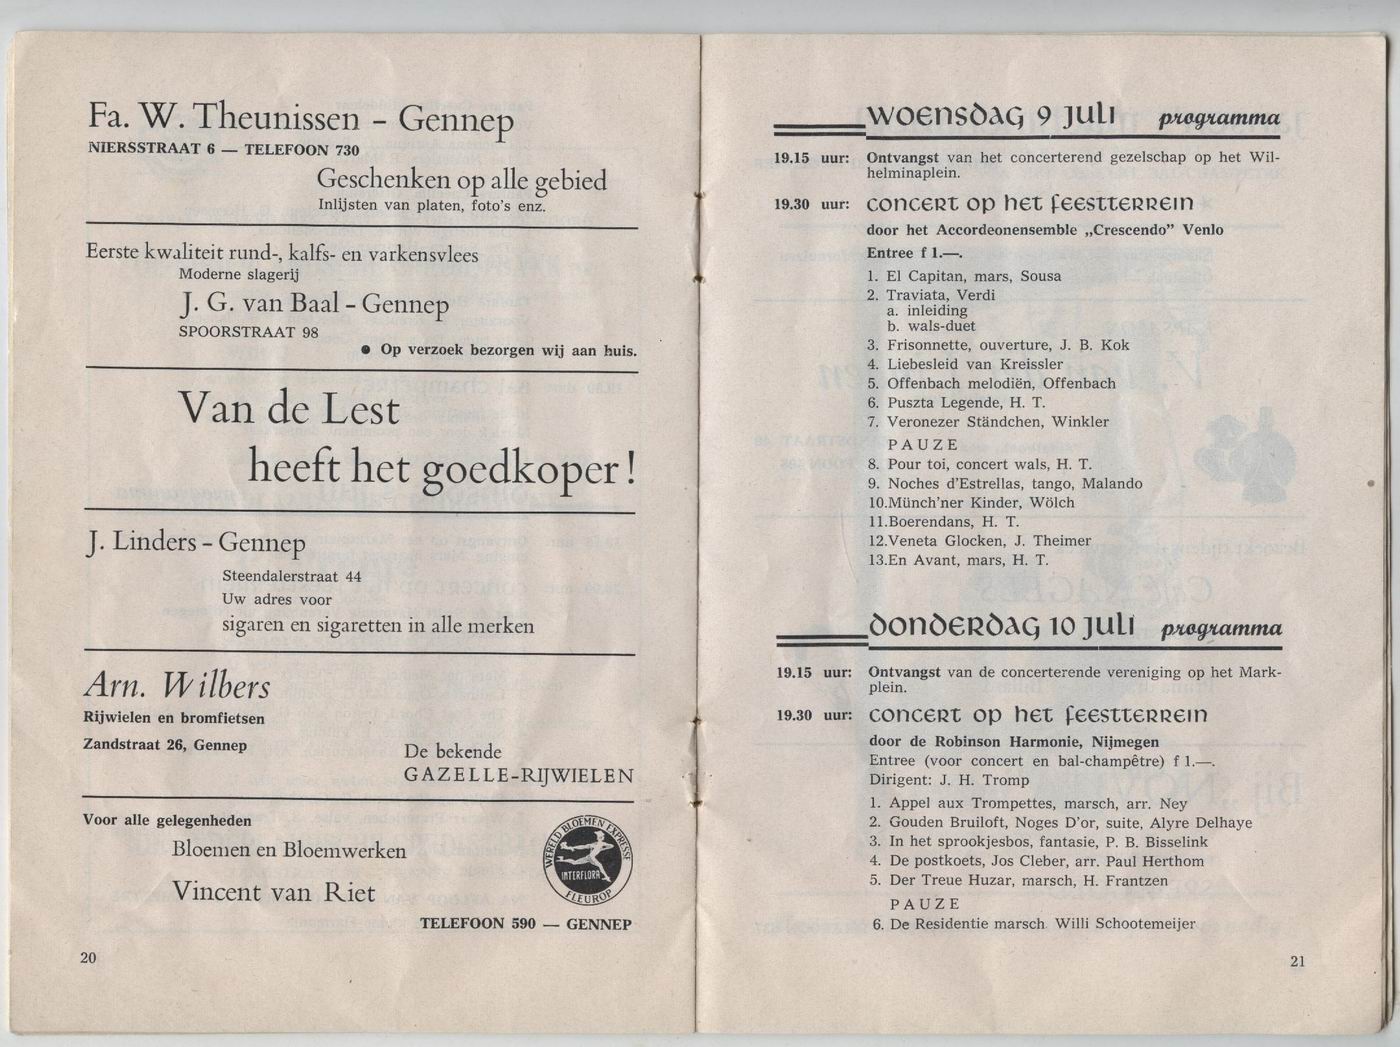 Fa. W. Theunissen – Gennep
NIERSSTRAAT 6 — TELEFOON 730
Geschenken op alle gebied
Inlijsten van platen, foto's enz.
Eerste kwaliteit rund-, kalfs- en varkensvlees
Moderne slagerij
J. G. van Baal – Gennep
SPOORSTRAAT 98
● Op verzoek bezorgen wij aan huis.
Van de Lest
heeft het goedkoper!
J. Linders – Gennep
Steendalerstraat 44
Uw adres voor
sigaren en sigaretten in alle merken
Arn. Wilbers
Rijwielen en bromfietsen
Zandstraat 26, Gennep
De bekende
GAZELLE-RIJWIELEN
Voor alle gelegenheden
Bloemen en Bloemwerken
Vincent van Riet
WERELD BLOEMEN EXPRESSE
INTERFLORA
FLEUROP
TELEFOON 590 — GENNEP
20
WOENSDAG 9 JULI programma
19.15 uur: Ontvangst van het concerterend gezelschap op het Wil-
helminaplein.
19.30 uur: CONCERT OP HET FEESTTERREIN
door het Accordeonensemble „Crescendo” Venlo
Entree f 1.—.
1. El Capitan, mars, Sousa
2. Traviata, Verdi
a. inleiding
b. wals-duet
3. Frisonnette, ouverture, J. B. Kok
4. Liebesleid van Kreissler
5. Offenbach melodiën, Offenbach
6. Puszta Legende, H. T.
7. Veronezer Ständchen, Winkler
PAUZE
8. Pour toi, concert wals, H. T.
9. Noches d'Estrellas, tango, Malando
10.Münch'ner Kinder, Wölch
11.Boerendans, H. T.
12.Veneta Glocken, J. Theimer
13.En Avant, mars, H. T.
DONDERDAG 10 JULI programma
19.15 uur: Ontvangst van de concerterende vereniging op het Mark-
plein.
19.30 uur: CONCERT OP HET FEESTTERREIN
door de Robinson Harmonie, Nijmegen
Entree (voor concert en bal-champêtre) f 1.—.
Dirigent: J. H. Tromp
1. Appel aux Trompettes, marsch, arr. Ney
2. Gouden Bruiloft, Noges D'or, suite, Alyre Delhaye
3. In het sprookjesbos, fantasie, P. B. Bisselink
4. De postkoets, Jos Cleber, arr. Paul Herthom
5. Der Treue Huzar, marsch, H. Frantzen
PAUZE
6. De Residentie marsch Willi Schootemeijer
21